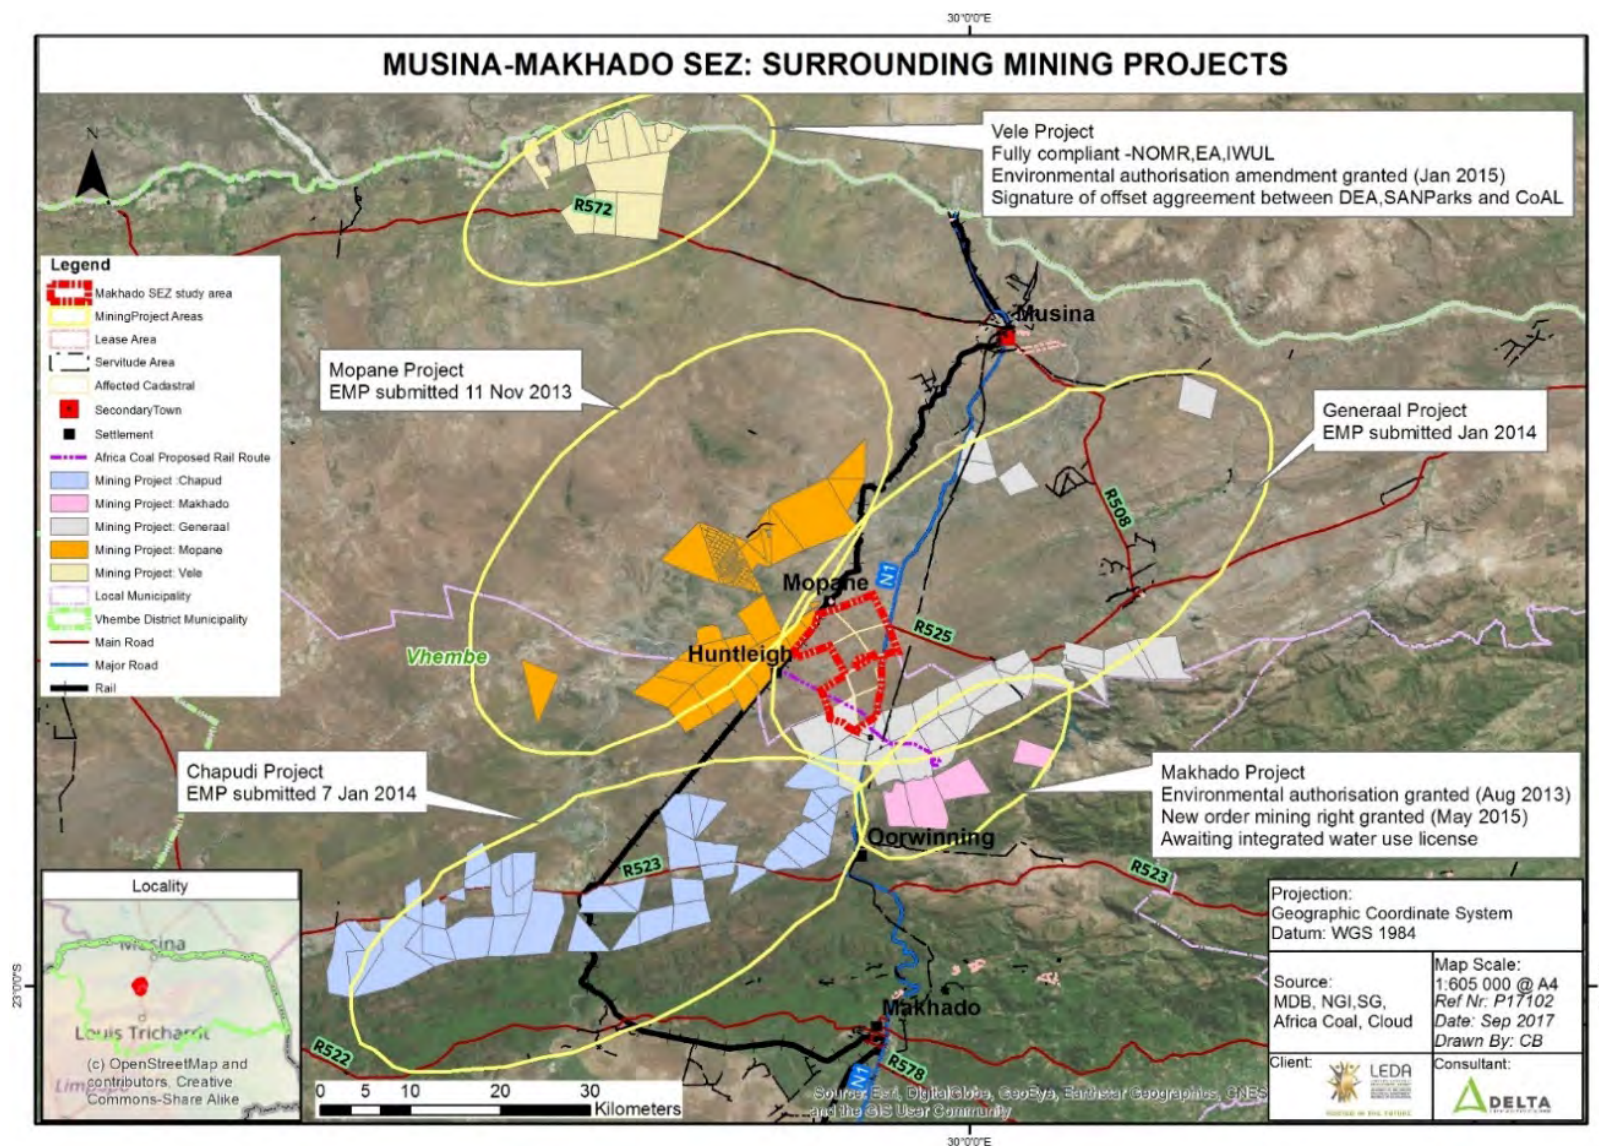 30°0'0"E
MUSINA-MAKHADO SEZ: SURROUNDING MINING PROJECTS
N
Vele Project
Fully compliant -NOMR,EA,IWUL
Environmental authorisation amendment granted (Jan 2015)
Signature of offset aggreement between DEA,SANParks and CoAL
R572
Legend
Makhado SEZ study area
MiningProject Areas
Lease Area
Servitude Area
Affected Cadastral
SecondaryTown
Settlement
Africa Coal Proposed Rail Route
Mining Project :Chapud
Mining Project: Makhado
Mining Project: Generaal
Mining Project: Mopane
Mining Project: Vele
Local Municipality
Vhembe District Municipality
Main Road
Major Road
Rail
Musina
Mopane Project
EMP submitted 11 Nov 2013
Generaal Project
EMP submitted Jan 2014
R508
Mopane
N1
R525
Vhembe
Huntleigh
Chapudi Project
EMP submitted 7 Jan 2014
Makhado Project
Environmental authorisation granted (Aug 2013)
New order mining right granted (May 2015)
Awaiting integrated water use license
Oorwinning
R523
R523
Locality
Musina
Louis Trichardt
Limpopo
(c) OpenStreetMap and
contributors, Creative
Commons-Share Alike
23°0'0"S
Makhado
R522
R578
N1
0 5 10 20 30
Kilometers
Source: Esri, DigitalGlobe, GeoEye, Earthstar Geographics, CNES
and the GIS User Community
Projection:
Geographic Coordinate System
Datum: WGS 1984
Source:
MDB, NGI,SG,
Africa Coal, Cloud
Map Scale:
1:605 000 @ A4
Ref Nr: P17102
Date: Sep 2017
Drawn By: CB
Client:
LEDA
Consultant:
DELTA
30°0'0"E